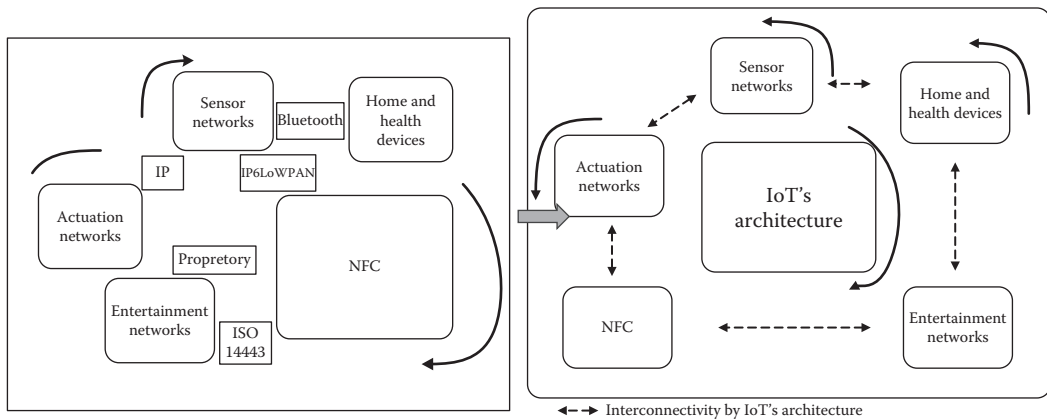 Sensor
networks
Bluetooth
Home and
health
devices
IP
IP6LoWPAN
Actuation
networks
Propretory
NFC
Entertainment
networks
ISO
14443
Sensor
networks
Home and
health devices
Actuation
networks
IoT's
architecture
NFC
Entertainment
networks
Interconnectivity by IoT's architecture